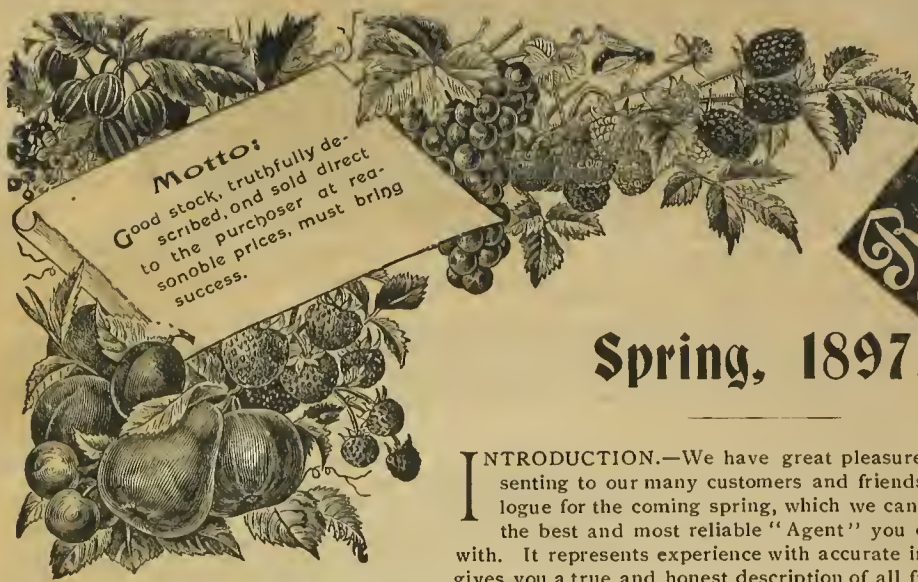 Motto:
Good stock, truthfully de-
scribed, ond sold direct
to the purchoser at rea-
sonoble prices, must bring
success.
Spring, 1897
INTRODUCTION.—We have great pleasure
senting to our many customers and friends
logue for the coming spring, which we can
the best and most reliable "Agent" you
with. It represents experience with accurate
gives you a true and honest description of all